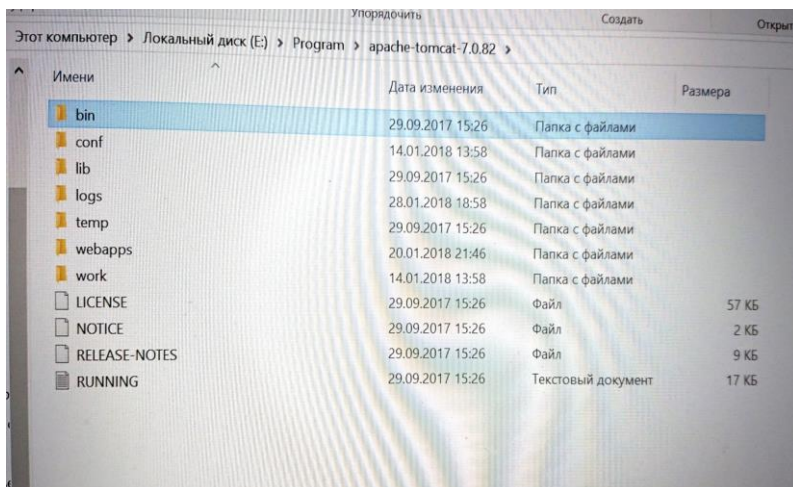 Упорядочить Создать
Этот компьютер > Локальный диск (E:) > Program > apache-tomcat-7.0.82 >
Имени Дата изменения Тип Размера
bin 29.09.2017 15:26 Папка с файлами
conf 14.01.2018 13:58 Папка с файлами
lib 29.09.2017 15:26 Папка с файлами
logs 28.01.2018 18:58 Папка с файлами
temp 29.09.2017 15:26 Папка с файлами
webapps 20.01.2018 21:46 Папка с файлами
work 14.01.2018 13:58 Папка с файлами
LICENSE 29.09.2017 15:26 Файл 57 КБ
NOTICE 29.09.2017 15:26 Файл 2 КБ
RELEASE-NOTES 29.09.2017 15:26 Файл 9 КБ
RUNNING 29.09.2017 15:26 Текстовый документ 17 КБ